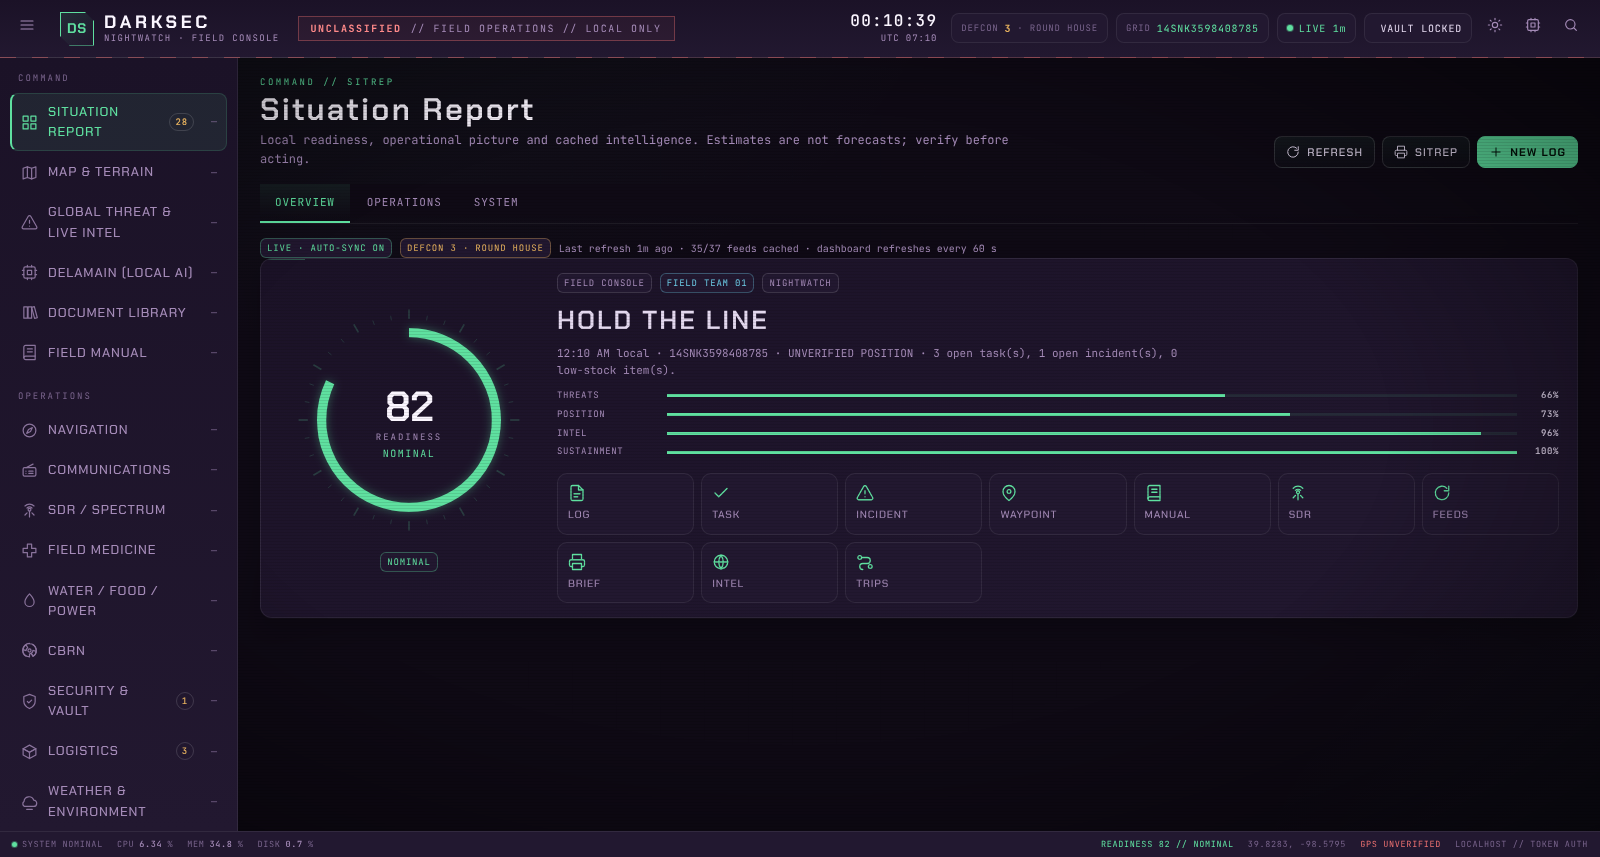 DS
DARKSEC
NIGHTWATCH · FIELD CONSOLE
UNCLASSIFIED // FIELD OPERATIONS // LOCAL ONLY
00:10:39
UTC 07:10
DEFCON 3 · ROUND HOUSE
GRID 14SNK3598408785
LIVE 1m
VAULT LOCKED
COMMAND
SITUATION
REPORT
28
MAP & TERRAIN
GLOBAL THREAT &
LIVE INTEL
DELAMAIN (LOCAL AI)
DOCUMENT LIBRARY
FIELD MANUAL
OPERATIONS
NAVIGATION
COMMUNICATIONS
SDR / SPECTRUM
FIELD MEDICINE
WATER / FOOD /
POWER
CBRN
SECURITY &
VAULT
1
LOGISTICS
3
WEATHER &
ENVIRONMENT
COMMAND // SITREP
Situation Report
Local readiness, operational picture and cached intelligence. Estimates are not forecasts; verify before
acting.
REFRESH
SITREP
NEW LOG
OVERVIEW
OPERATIONS
SYSTEM
LIVE · AUTO-SYNC ON
DEFCON 3 · ROUND HOUSE
Last refresh 1m ago · 35/37 feeds cached · dashboard refreshes every 60 s
82
READINESS
NOMINAL
NOMINAL
FIELD CONSOLE
FIELD TEAM 01
NIGHTWATCH
HOLD THE LINE
12:10 AM local · 14SNK3598408785 · UNVERIFIED POSITION · 3 open task(s), 1 open incident(s), 0
low-stock item(s).
THREATS 66%
POSITION 73%
INTEL 96%
SUSTAINMENT 100%
LOG
TASK
INCIDENT
WAYPOINT
MANUAL
SDR
FEEDS
BRIEF
INTEL
TRIPS
SYSTEM NOMINAL
CPU 6.34 %
MEM 34.8 %
DISK 0.7 %
READINESS 82 // NOMINAL
39.8283, -98.5795
GPS UNVERIFIED
LOCALHOST // TOKEN AUTH